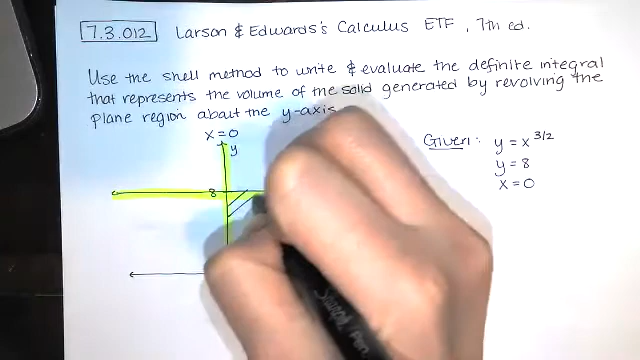 7.3.012 Larson & Edwards's Calculus ETF, 7th ed.
Use the shell method to write & evaluate the definite integral
that represents the volume of the solid generated by revolving the
plane region about the y-axis
Given: y = x^3/2
y = 8
x = 0
x = 0
y
8
Sharpie Pen